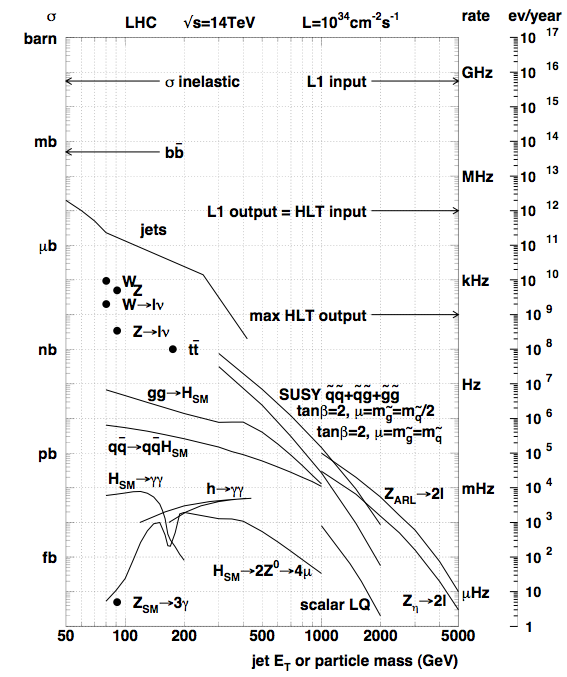 σ LHC √s=14TeV L=10³⁴cm⁻²s⁻¹ rate ev/year
barn 10 17
GHz
σ inelastic L1 input 10 16
10 15
mb 10 14
bb̄
MHz 10 13
L1 output = HLT input 10 12
jets
μb 10 11
W kHz 10 10
Z
W→lν
max HLT output 10 9
Z→lν
nb tt̄ 10 8
gg→H_SM Hz 10 7
SUSY q̃q̃+q̃g̃+g̃g̃
tanβ=2, μ=m_g̃=m_q̃/2
10 6
tanβ=2, μ=m_g̃=m_q̃
qq̄→qq̄H_SM
pb 10 5
H_SM→γγ h→γγ Z_ARL→2l mHz 10 4
10 3
fb 10 2
H_SM→2Z⁰→4μ
Z_SM→3γ scalar LQ Z_η→2l μHz 10
1
50 100 200 500 1000 2000 5000
jet E_T or particle mass (GeV)